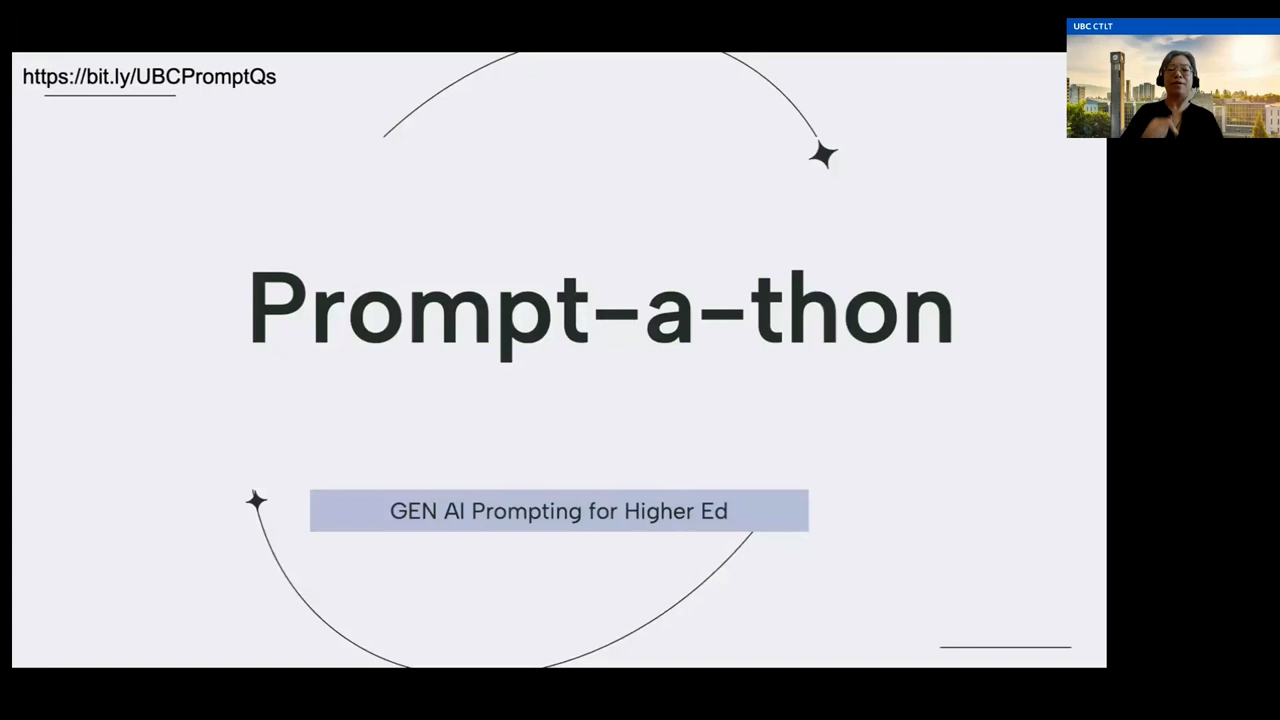 https://bit.ly/UBCPromptQs
UBC CTLT
Prompt-a-thon
GEN AI Prompting for Higher Ed